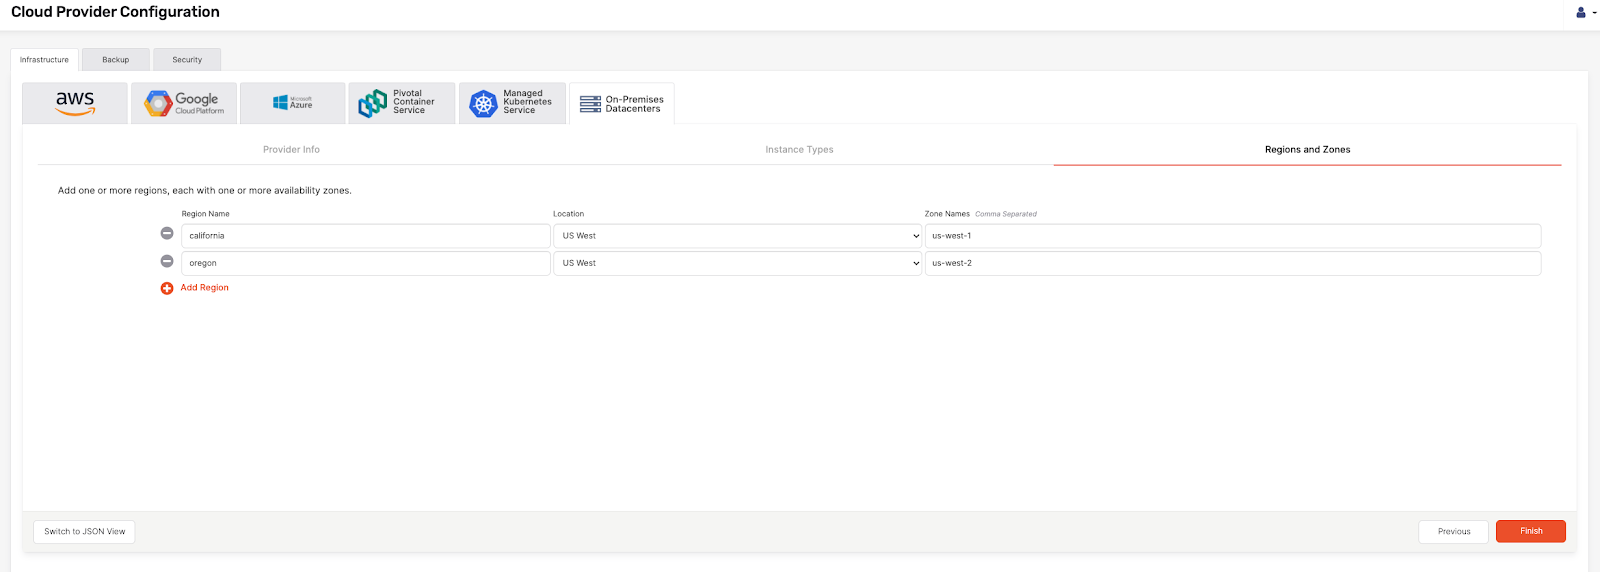 Cloud Provider Configuration
Infrastructure
Backup
Security
aws
Google
Cloud Platform
Microsoft
Azure
Pivotal
Container
Service
Managed
Kubernetes
Service
On-Premises
Datacenters
Provider Info
Instance Types
Regions and Zones
Add one or more regions, each with one or more availability zones.
Region Name
Location
Zone Names Comma Separated
california
US West
us-west-1
oregon
US West
us-west-2
Add Region
Switch to JSON View
Previous
Finish